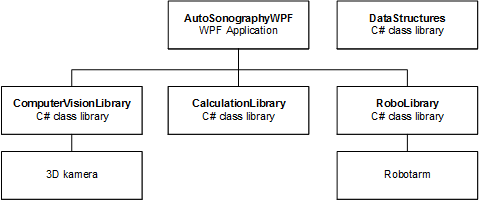 AutoSonographyWPF
WPF Application
DataStructures
C# class library
ComputerVisionLibrary
C# class library
CalculationLibrary
C# class library
RoboLibrary
C# class library
3D kamera
Robotarm